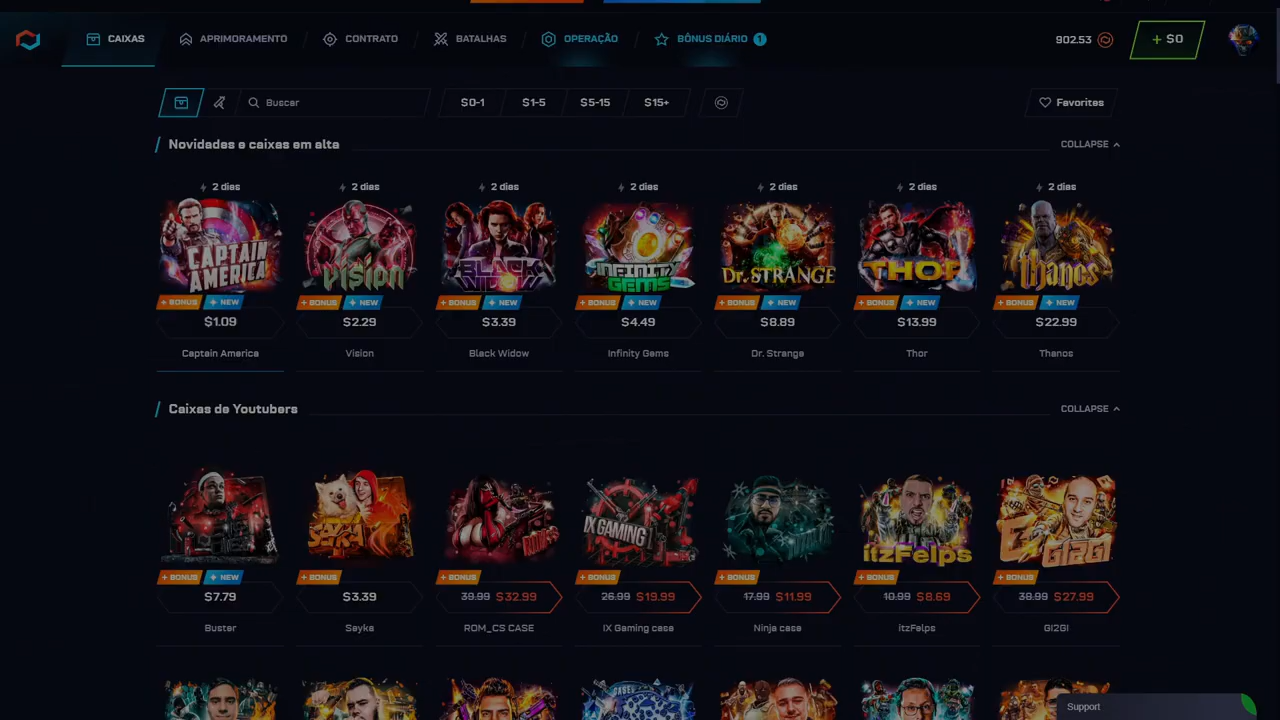 CAIXAS APRIMORAMENTO CONTRATO BATALHAS OPERAÇÃO BÔNUS DIÁRIO 1 902.53 + $0
Buscar $0-1 $1-5 $5-15 $15+ Favorites
Novidades e caixas em alta COLLAPSE
2 dias 2 dias 2 dias 2 dias 2 dias 2 dias 2 dias
CAPTAIN AMERICA VISION BLACK WIDOW INFINITY GEMS DR. STRANGE THOR Thanos
+ BONUS + NEW + BONUS + NEW + BONUS + NEW + BONUS + NEW + BONUS + NEW + BONUS + NEW + BONUS + NEW
$1.09 $2.29 $3.39 $4.49 $8.89 $13.99 $22.99
Captain America Vision Black Widow Infinity Gems Dr. Strange Thor Thanos
Caixas de Youtubers COLLAPSE
IX GAMING itzFelps GI2GI
+ BONUS + NEW + BONUS + BONUS + BONUS + BONUS + BONUS + BONUS
$7.79 $3.39 39.99 $32.99 26.99 $19.99 17.99 $11.99 10.99 $8.69 38.99 $27.99
Buster Sayka ROM_CS CASE IX Gaming case Ninja case itzFelps GI2GI
Support